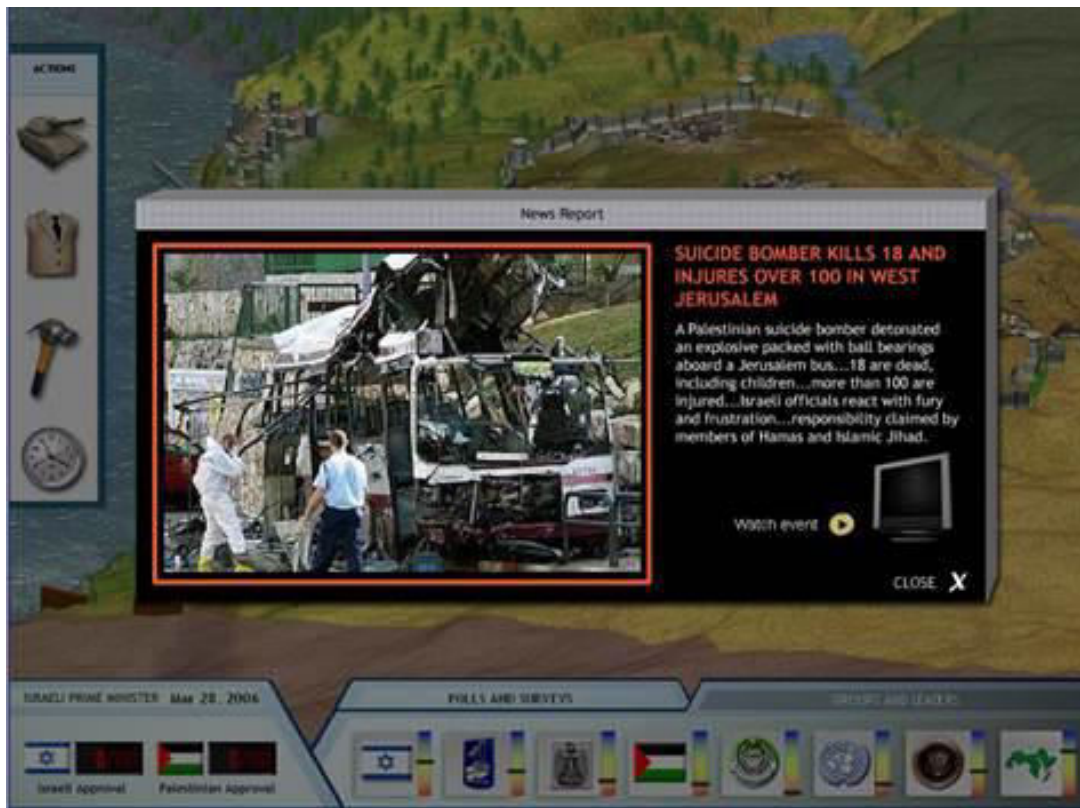 ACTIONS
News Report
SUICIDE BOMBER KILLS 18 AND
INJURES OVER 100 IN WEST
JERUSALEM
A Palestinian suicide bomber detonated
an explosive packed with ball bearings
aboard a Jerusalem bus...18 are dead,
including children...more than 100 are
injured...Israeli officials react with fury
and frustration...responsibility claimed by
members of Hamas and Islamic Jihad.
Watch event
CLOSE X
ISRAELI PRIME MINISTER Mar 28, 2006
POLLS AND SURVEYS
GROUPS AND LEADERS
Israeli Approval
Palestinian Approval